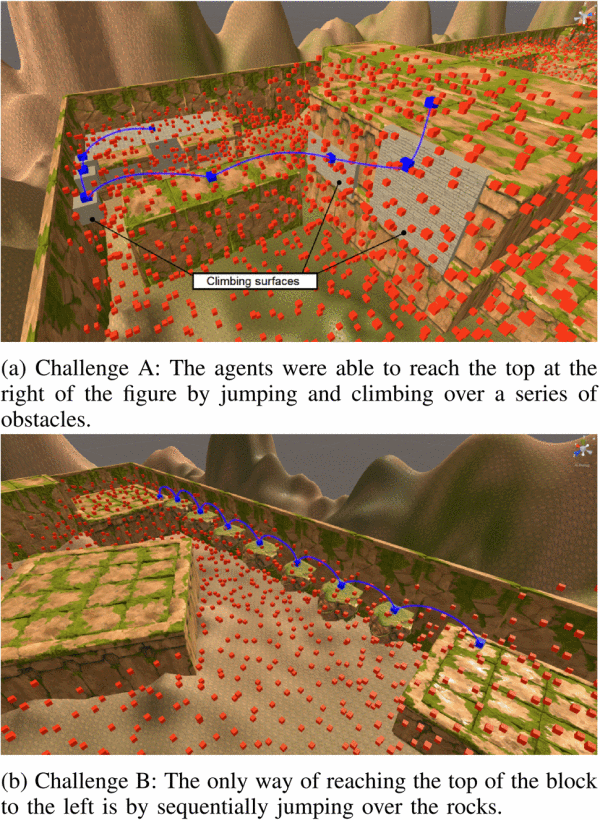 Climbing surfaces
(a) Challenge A: The agents were able to reach the top at the
right of the figure by jumping and climbing over a series of
obstacles.
(b) Challenge B: The only way of reaching the top of the block
to the left is by sequentially jumping over the rocks.